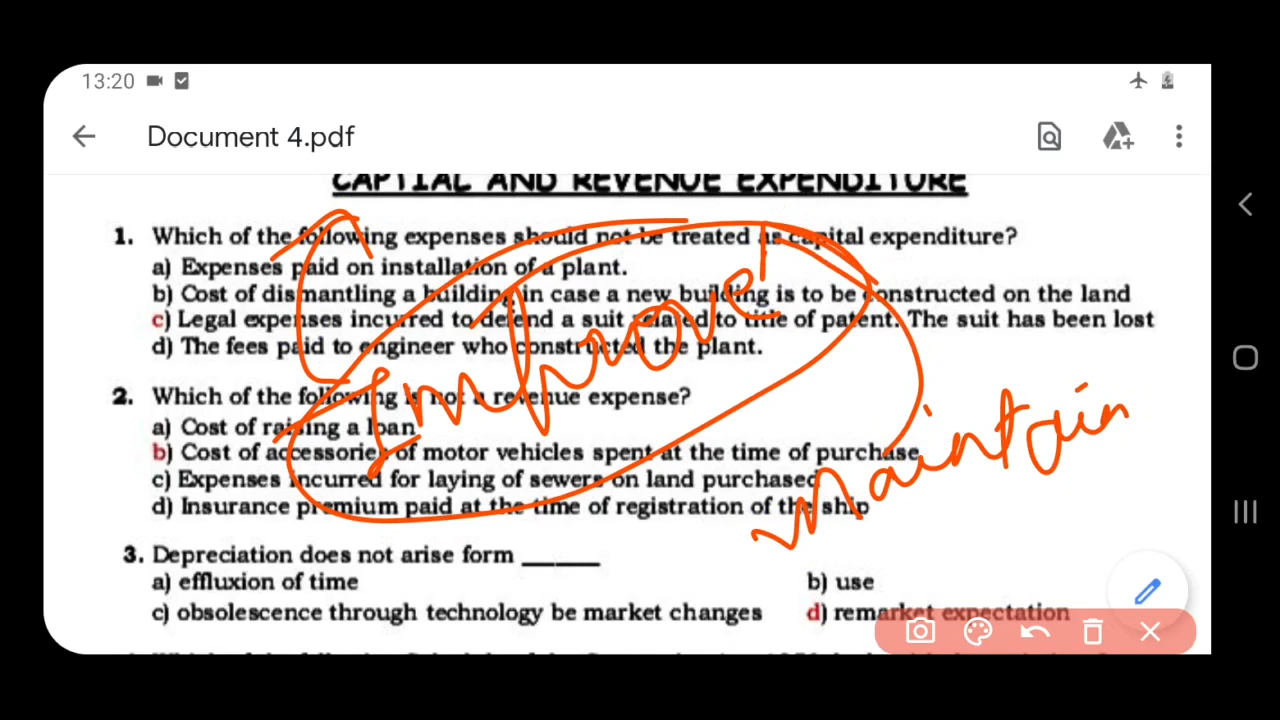 13:20
Document 4.pdf
CAPTIAL AND REVENUE EXPENDITURE
1. Which of the following expenses should not be treated as capital expenditure?
a) Expenses paid on installation of a plant.
b) Cost of dismantling a building in case a new building is to be constructed on the land
c) Legal expenses incurred to defend a suit related to title of patent. The suit has been lost
d) The fees paid to engineer who constructed the plant.
Improve
2. Which of the following is not a revenue expense?
a) Cost of raising a loan
b) Cost of accessories of motor vehicles spent at the time of purchase
c) Expenses incurred for laying of sewers on land purchased
d) Insurance premium paid at the time of registration of the ship
Maintain
3. Depreciation does not arise form ______
a) effluxion of time b) use
c) obsolescence through technology be market changes d) remarket expectation